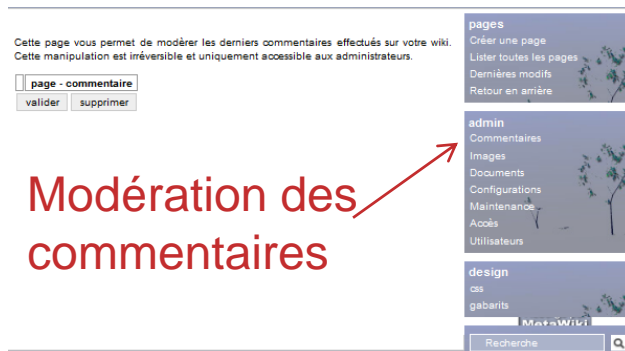 Cette page vous permet de modèrer les derniers commentaires effectués sur votre wiki.
Cette manipulation est irréversible et uniquement accessible aux administrateurs.
page - commentaire
valider supprimer
Modération des
commentaires
pages
Créer une page
Lister toutes les pages
Dernières modifs
Retour en arrière
admin
Commentaires
Images
Documents
Configurations
Maintenance
Accès
Utilisateurs
design
css
gabarits
MetaWiki
Recherche